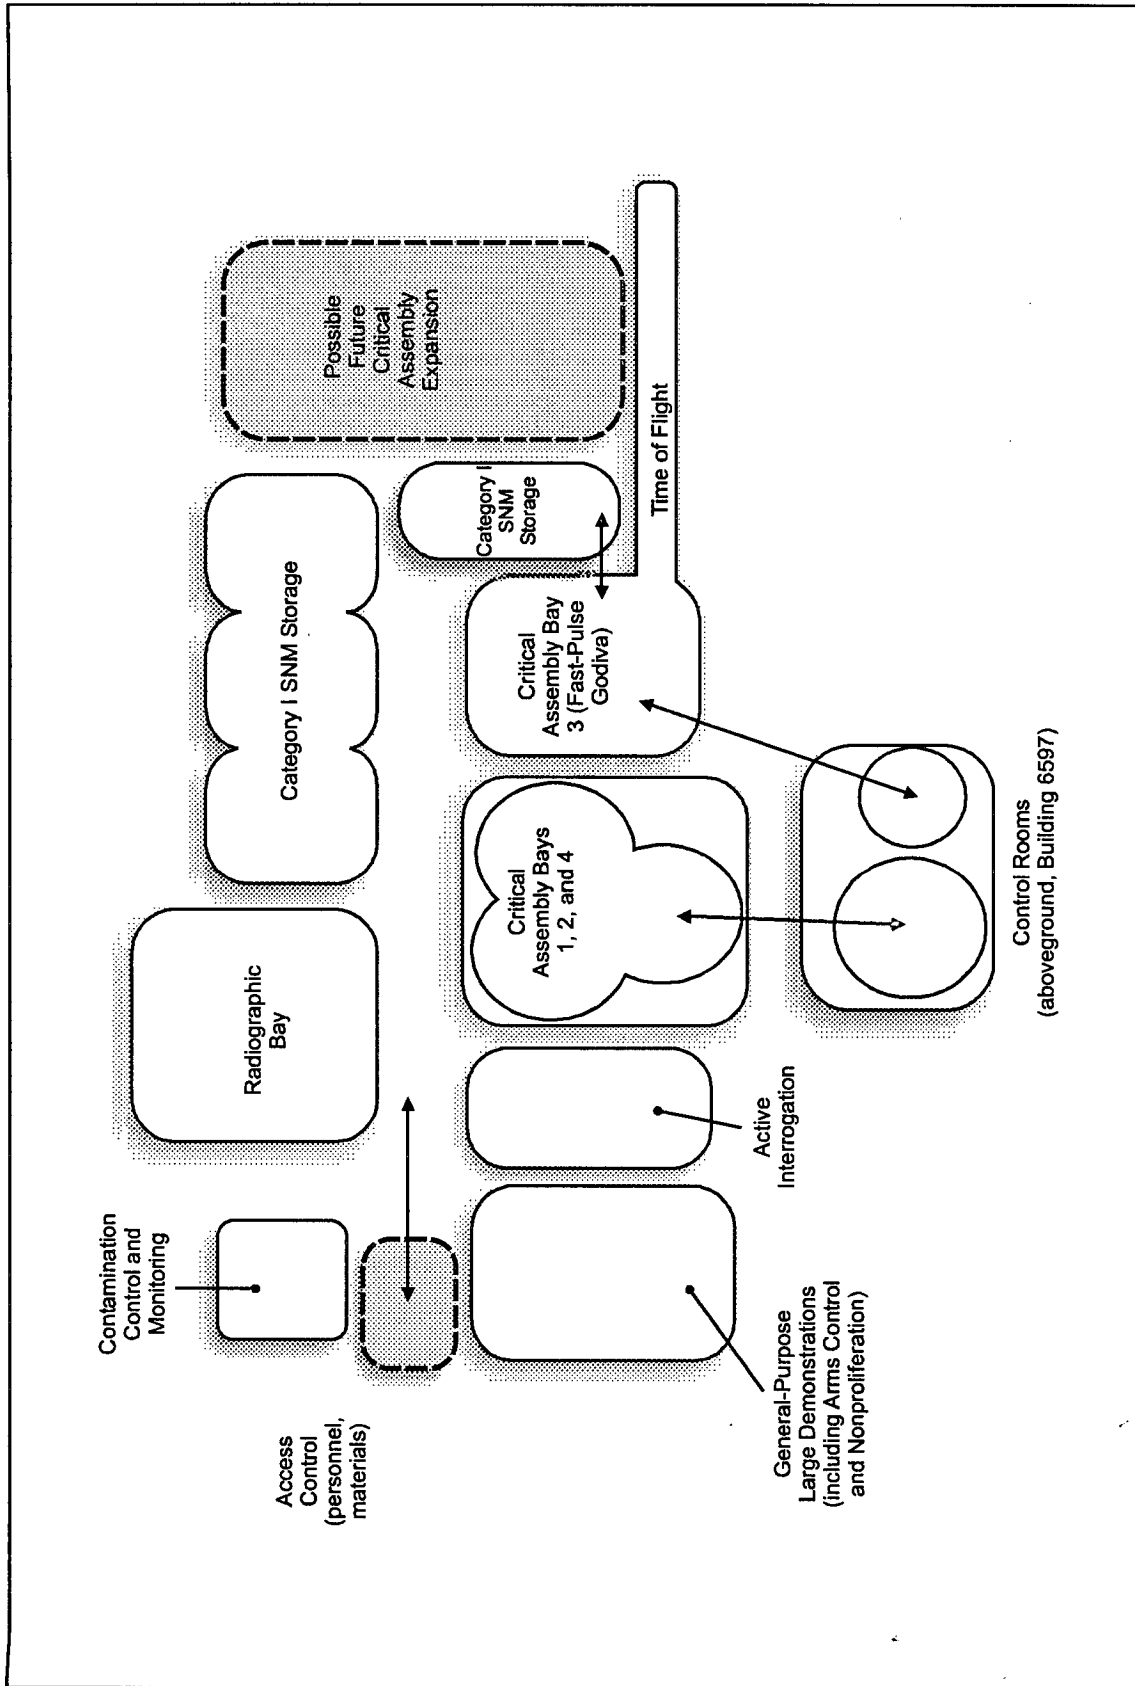 Contamination
Control and
Monitoring
Access
Control
(personnel,
materials)
Radiographic
Bay
Category I SNM Storage
Possible
Future
Critical
Assembly
Expansion
Category I
SNM
Storage
Critical
Assembly Bays
1, 2, and 4
Critical
Assembly Bay
3 (Fast-Pulse
Godiva)
Time of Flight
General-Purpose
Large Demonstrations
(including Arms Control
and Nonproliferation)
Active
Interrogation
Control Rooms
(aboveground, Building 6597)